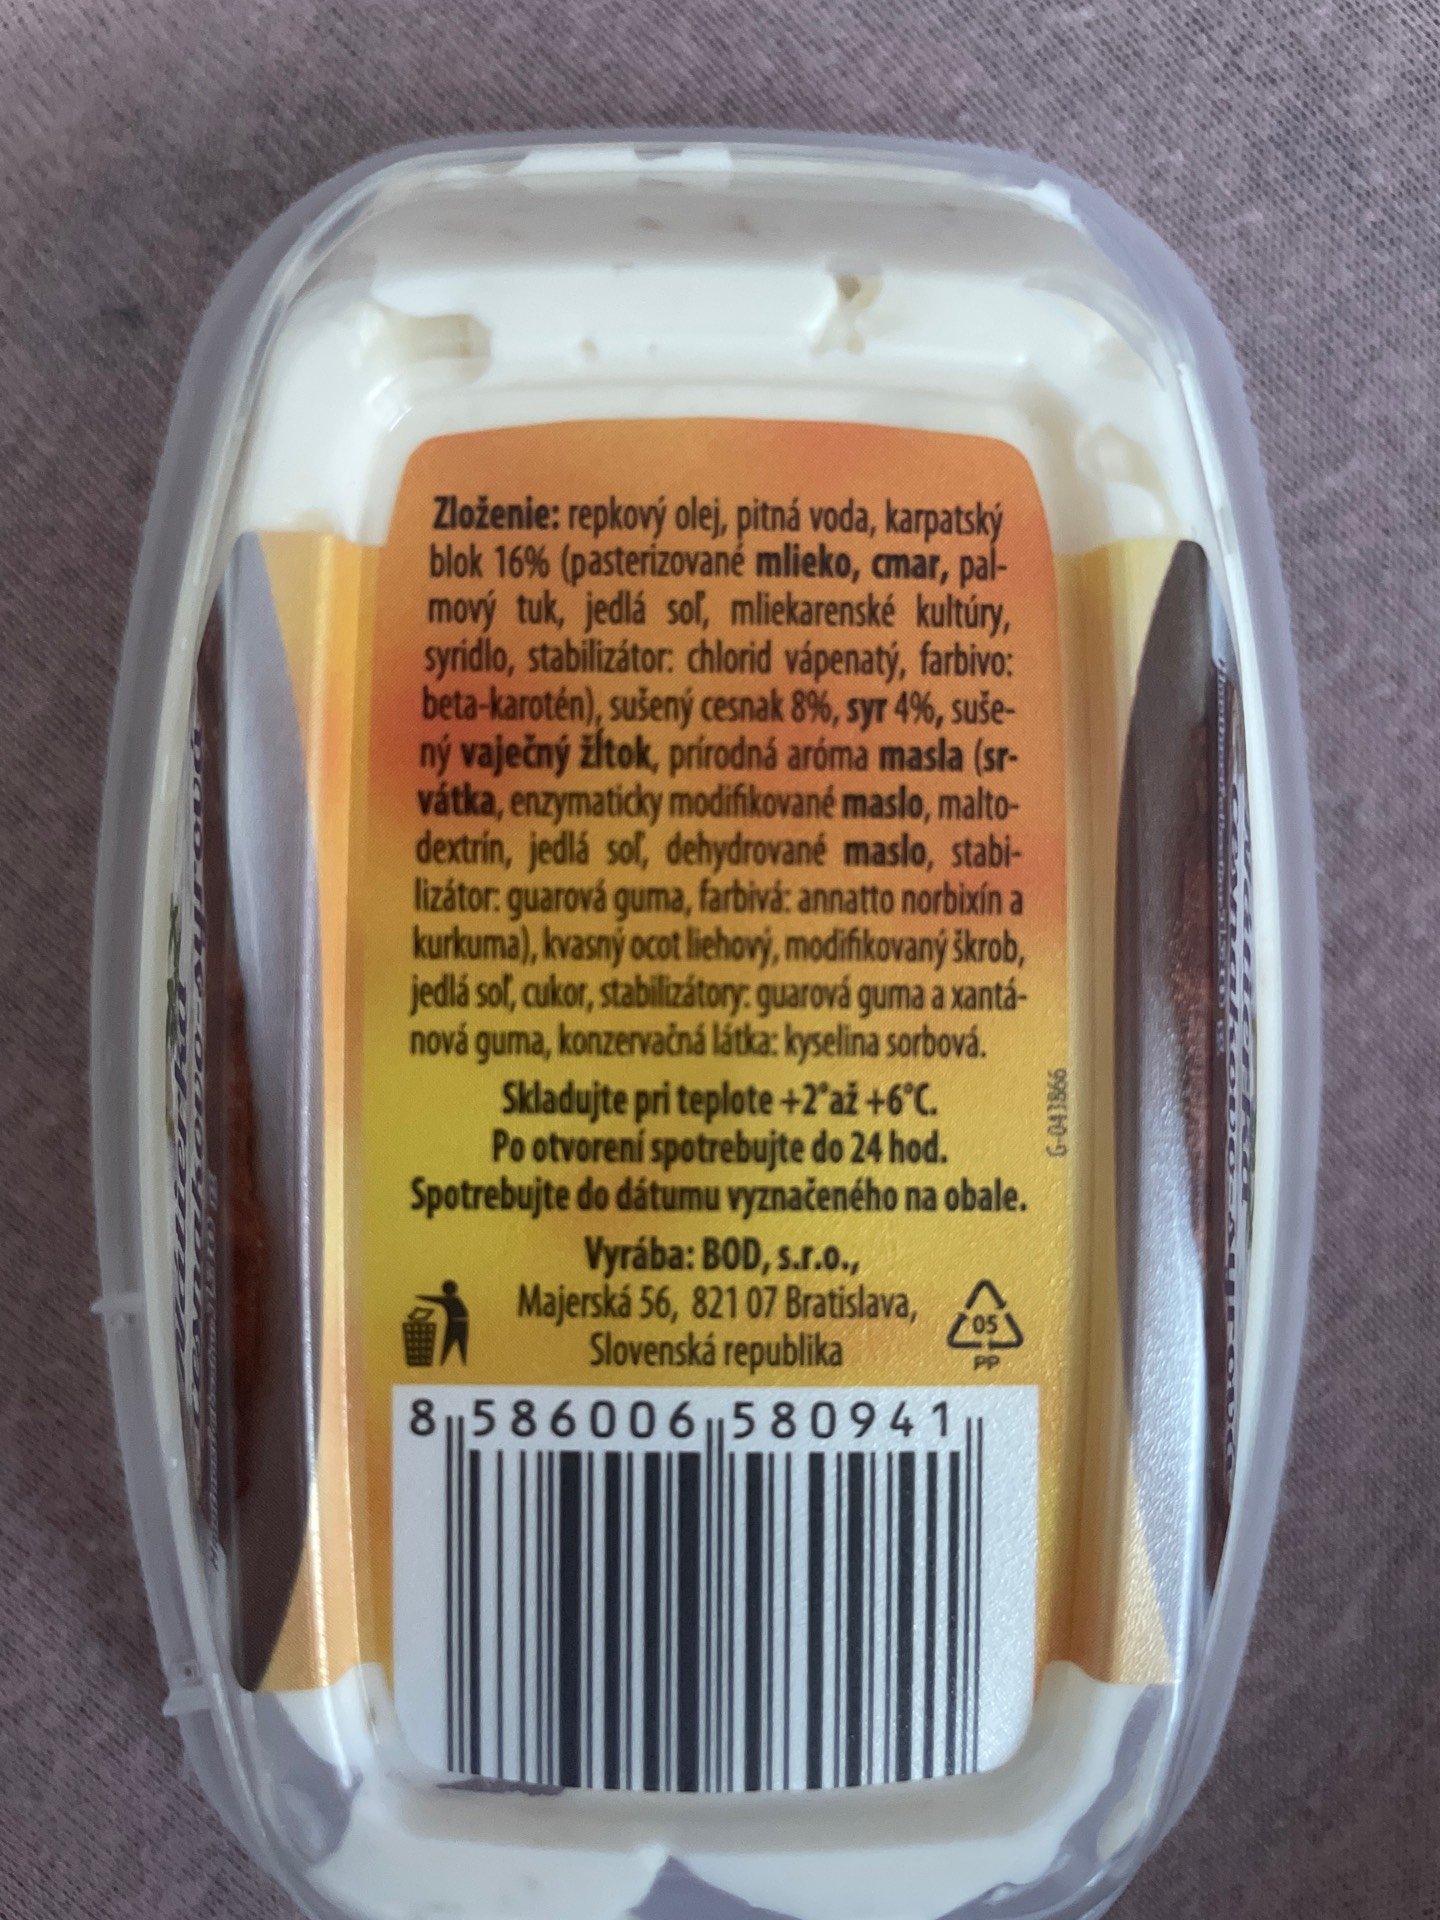 Zloženie: repkový olej, pitná voda, karpatský
blok 16% (pasterizované mlieko, cmar, pal-
mový tuk, jedlá soľ, mliekarenské kultúry,
syridlo, stabilizátor: chlorid vápenatý, farbivo:
beta-karotén), sušený cesnak 8%, syr 4%, suše-
ný vaječný žĺtok, prírodná aróma masla (sr-
vátka, enzymaticky modifikované maslo, malto-
dextrín, jedlá soľ, dehydrované maslo, stabi-
lizátor: guarová guma, farbivá: annatto norbixín a
kurkuma), kvasný ocot liehový, modifikovaný škrob,
jedlá soľ, cukor, stabilizátory: guarová guma a xantá-
nová guma, konzervačná látka: kyselina sorbová.
Skladujte pri teplote +2°až +6°C.
Po otvorení spotrebujte do 24 hod.
Spotrebujte do dátumu vyznačeného na obale.
Vyrába: BOD, s.r.o.,
Majerská 56, 821 07 Bratislava,
Slovenská republika
05
PP
G-041866
8 586006 580941